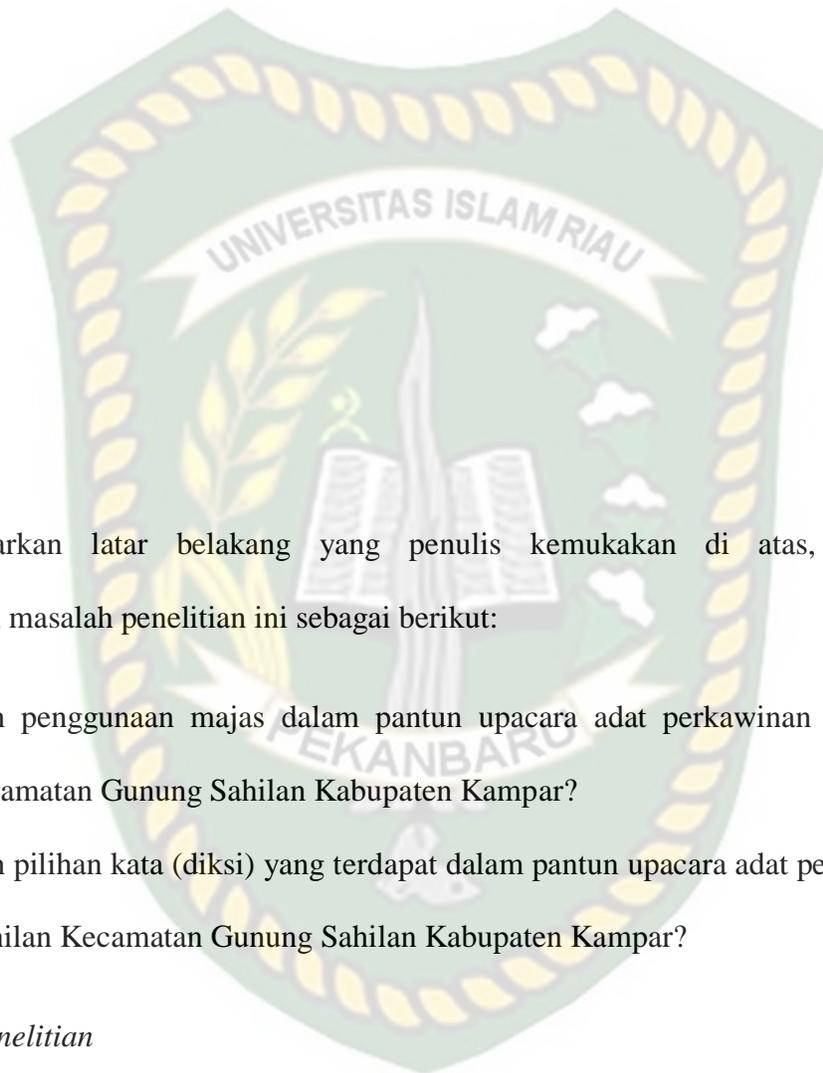 UNIVERSITAS ISLAM RIAU
arkan latar belakang yang penulis kemukakan di atas,
masalah penelitian ini sebagai berikut:
n penggunaan majas dalam pantun upacara adat perkawinan
camatan Gunung Sahilan Kabupaten Kampar?
PEKANBARU
n pilihan kata (diksi) yang terdapat dalam pantun upacara adat pe
hilan Kecamatan Gunung Sahilan Kabupaten Kampar?
nelitian